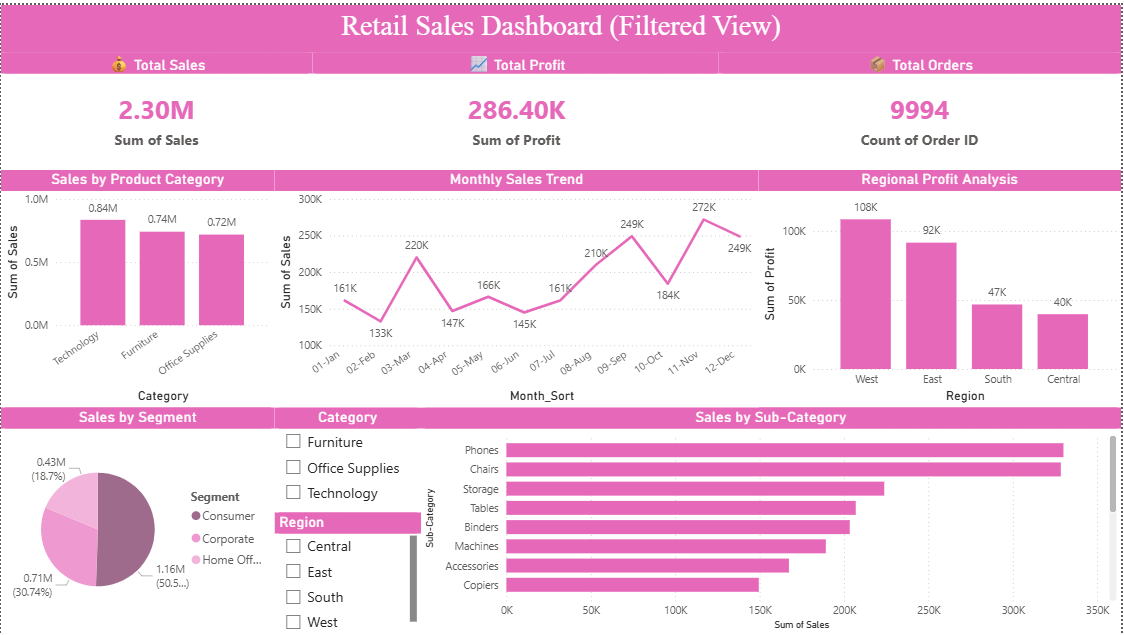 Retail Sales Dashboard (Filtered View)
Total Sales
Total Profit
Total Orders
2.30M
Sum of Sales
286.40K
Sum of Profit
9994
Count of Order ID
Sales by Product Category
1.0M
0.5M
0.0M
Sum of Sales
0.84M
0.74M
0.72M
Technology
Furniture
Office Supplies
Category
Monthly Sales Trend
300K
250K
200K
150K
100K
Sum of Sales
161K
133K
220K
147K
166K
145K
161K
210K
249K
184K
272K
249K
01-Jan
02-Feb
03-Mar
04-Apr
05-May
06-Jun
07-Jul
08-Aug
09-Sep
10-Oct
11-Nov
12-Dec
Month_Sort
Regional Profit Analysis
100K
50K
0K
Sum of Profit
108K
92K
47K
40K
West
East
South
Central
Region
Sales by Segment
0.43M
(18.7%)
0.71M
(30.74%)
1.16M
(50.5...)
Segment
Consumer
Corporate
Home Off...
Category
Furniture
Office Supplies
Technology
Region
Central
East
South
West
Sales by Sub-Category
Sub-Category
Phones
Chairs
Storage
Tables
Binders
Machines
Accessories
Copiers
0K
50K
100K
150K
200K
250K
300K
350K
Sum of Sales